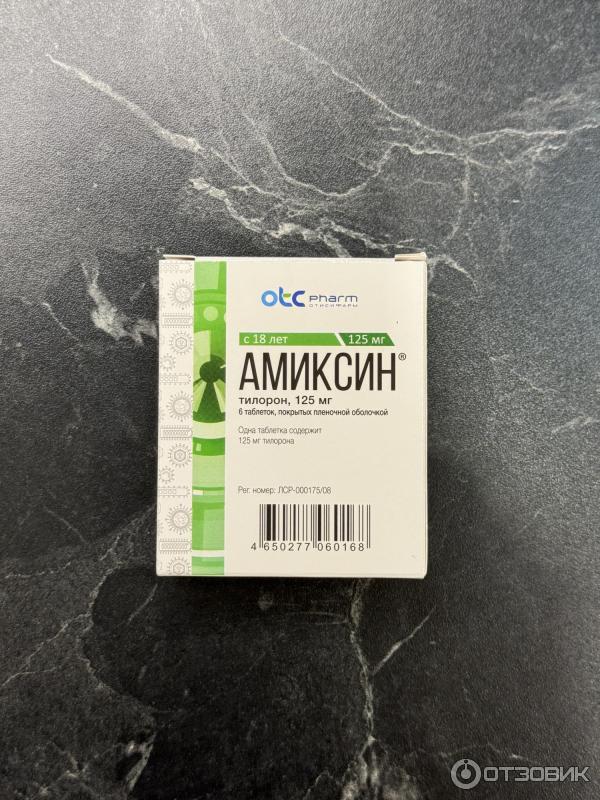 otc pharm
ОТИСИФАРМ
с 18 лет 125 мг
АМИКСИН®
тилорон, 125 мг
6 таблеток, покрытых пленочной оболочкой
Одна таблетка содержит
125 мг тилорона
Рег. номер: ЛСР-000175/08
4 650277 060168
ОТЗОВИК